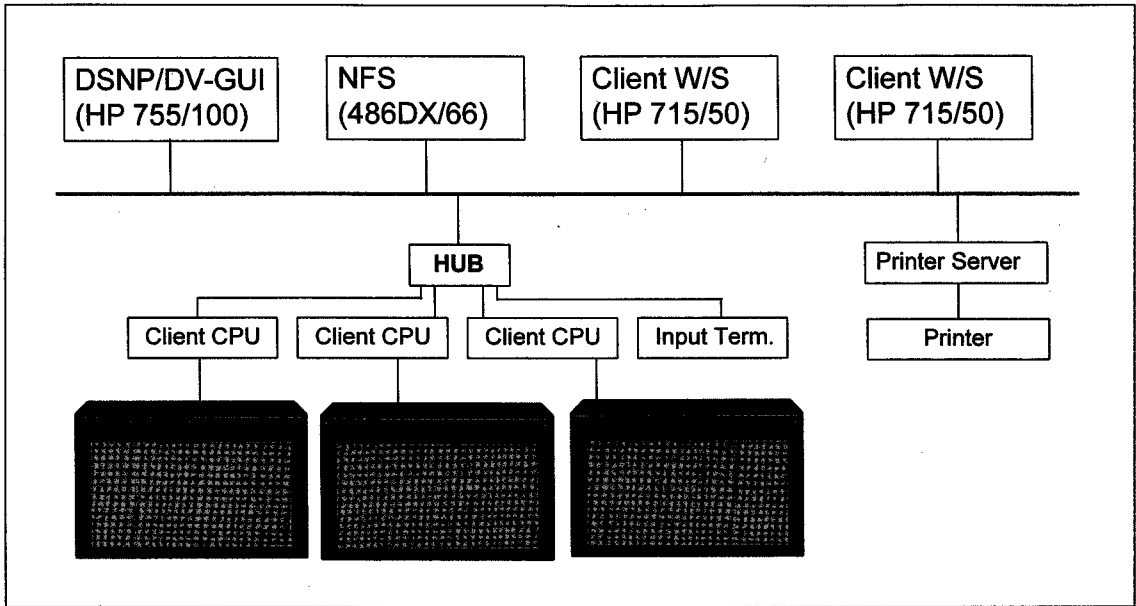 DSNP/DV-GUI
(HP 755/100)
NFS
(486DX/66)
Client W/S
(HP 715/50)
Client W/S
(HP 715/50)
HUB
Printer Server
Client CPU
Client CPU
Client CPU
Input Term.
Printer